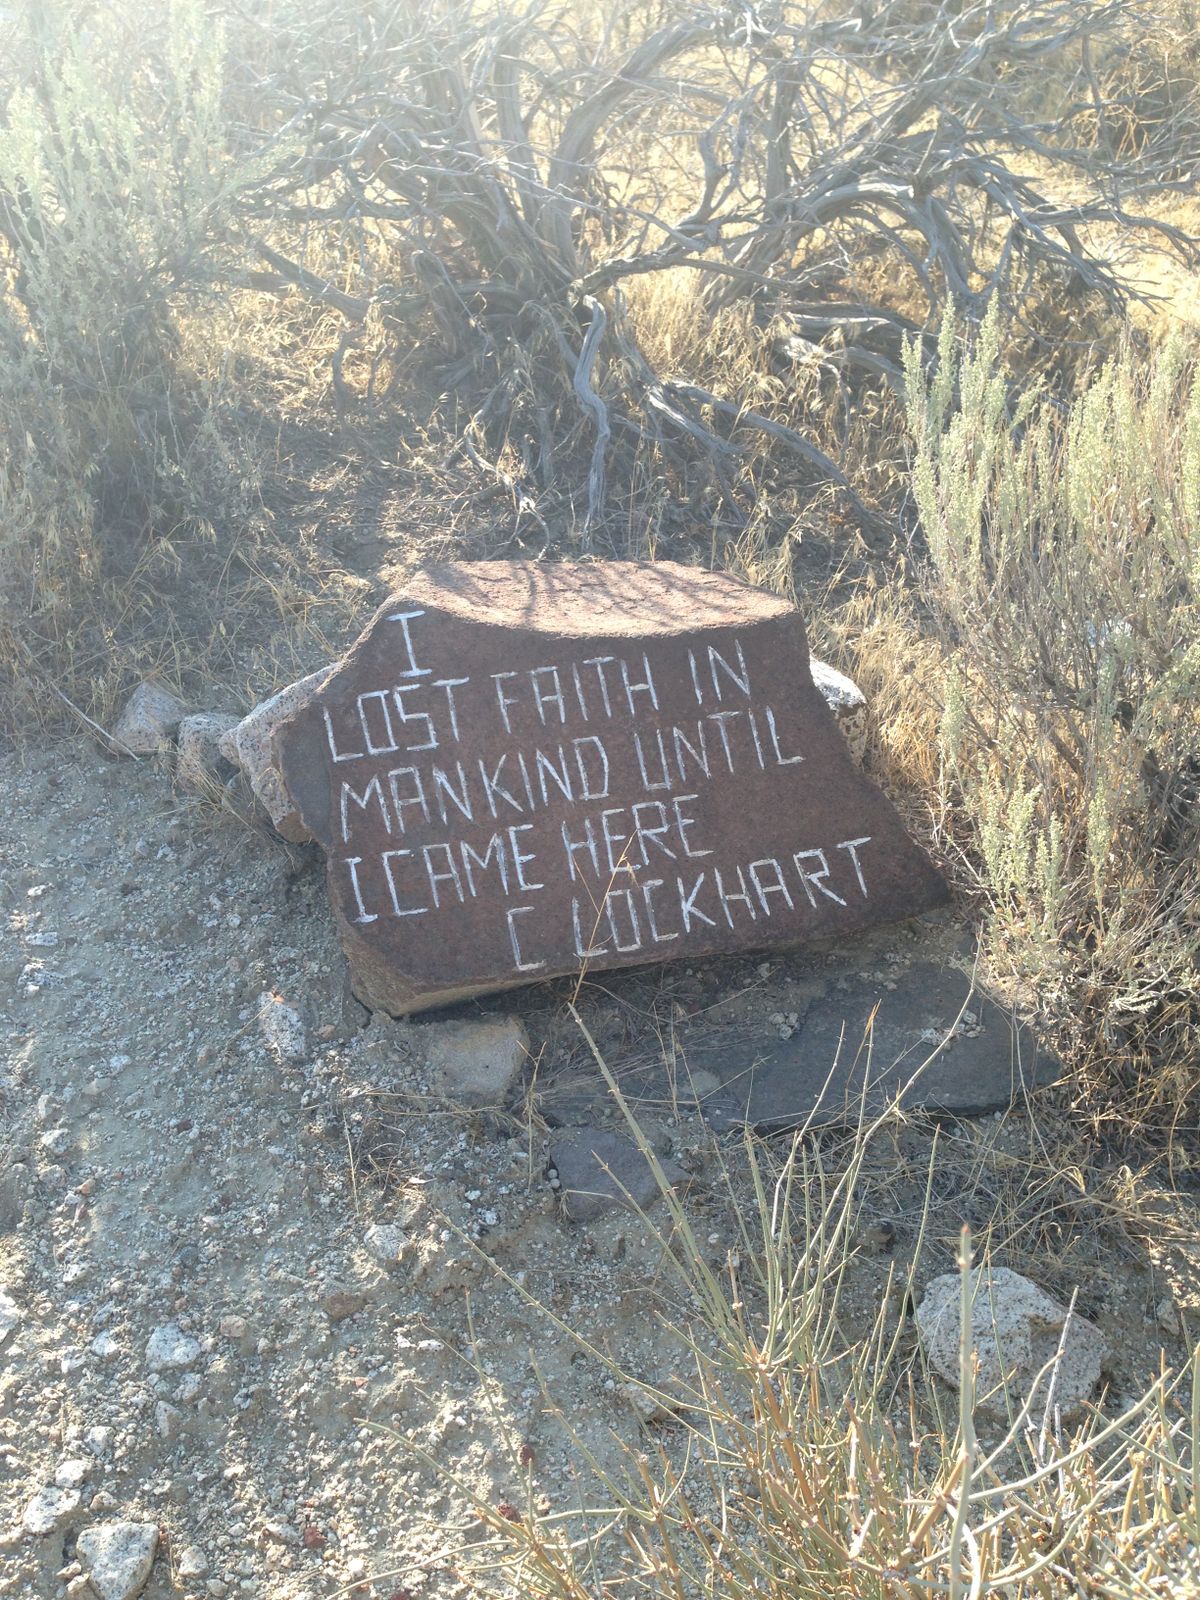 I
LOST FAITH IN
MANKIND UNTIL
I CAME HERE
C LOCKHART